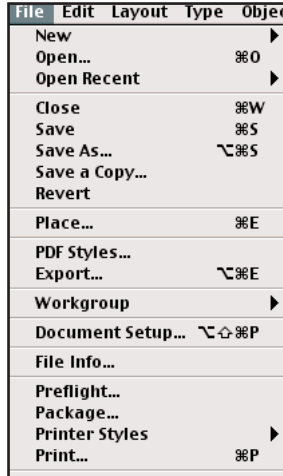 File Edit Layout Type Objec
New
Open... ⌘O
Open Recent
Close ⌘W
Save ⌘S
Save As... ⌥⌘S
Save a Copy...
Revert
Place... ⌘E
PDF Styles...
Export... ⌥⌘E
Workgroup
Document Setup... ⌥⇧⌘P
File Info...
Preflight...
Package...
Printer Styles
Print... ⌘P